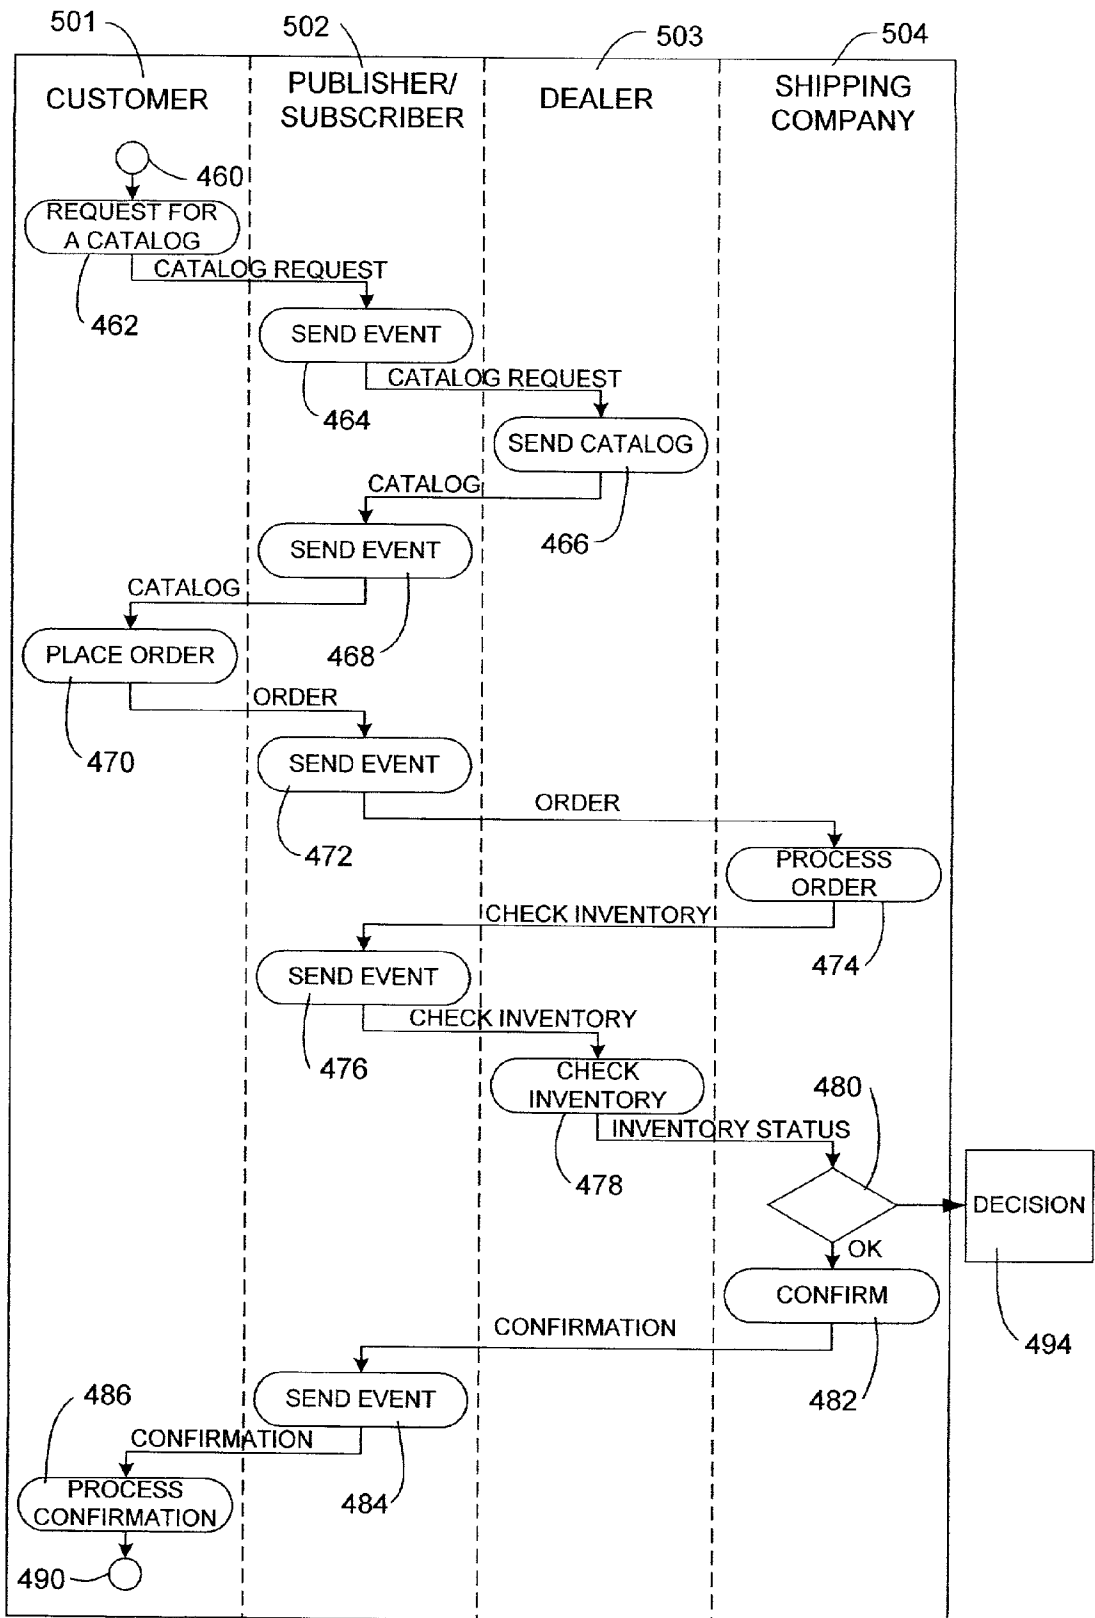 501
502
503
504
CUSTOMER
PUBLISHER/
SUBSCRIBER
DEALER
SHIPPING
COMPANY
460
REQUEST FOR
A CATALOG
CATALOG REQUEST
462
SEND EVENT
CATALOG REQUEST
464
SEND CATALOG
CATALOG
466
SEND EVENT
CATALOG
468
PLACE ORDER
ORDER
470
SEND EVENT
ORDER
472
PROCESS
ORDER
CHECK INVENTORY
474
SEND EVENT
CHECK INVENTORY
476
CHECK
INVENTORY
480
INVENTORY STATUS
478
DECISION
OK
CONFIRM
494
CONFIRMATION
482
SEND EVENT
486
CONFIRMATION
484
PROCESS
CONFIRMATION
490